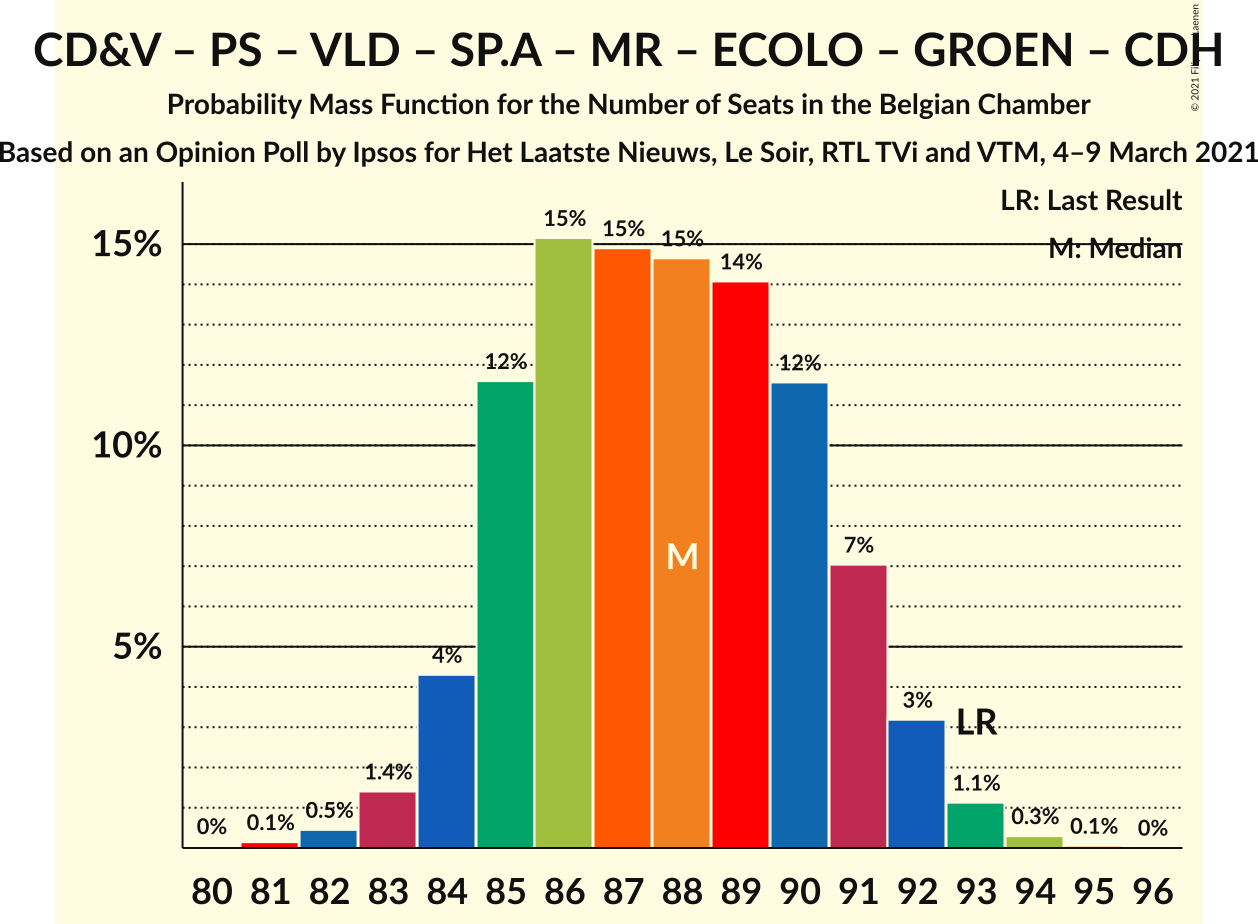 CD&V – PS – VLD – SP.A – MR – ECOLO – GROEN – CDH
Probability Mass Function for the Number of Seats in the Belgian Chamber
Based on an Opinion Poll by Ipsos for Het Laatste Nieuws, Le Soir, RTL TVi and VTM, 4–9 March 2021
© 2021
LR: Last Result
M: Median
15%
10%
5%
0% 0.1% 0.5% 1.4% 4% 12% 15% 15% 15% 14% 12% 7% 3% 1.1% 0.3% 0.1% 0%
M
LR
80 81 82 83 84 85 86 87 88 89 90 91 92 93 94 95 96